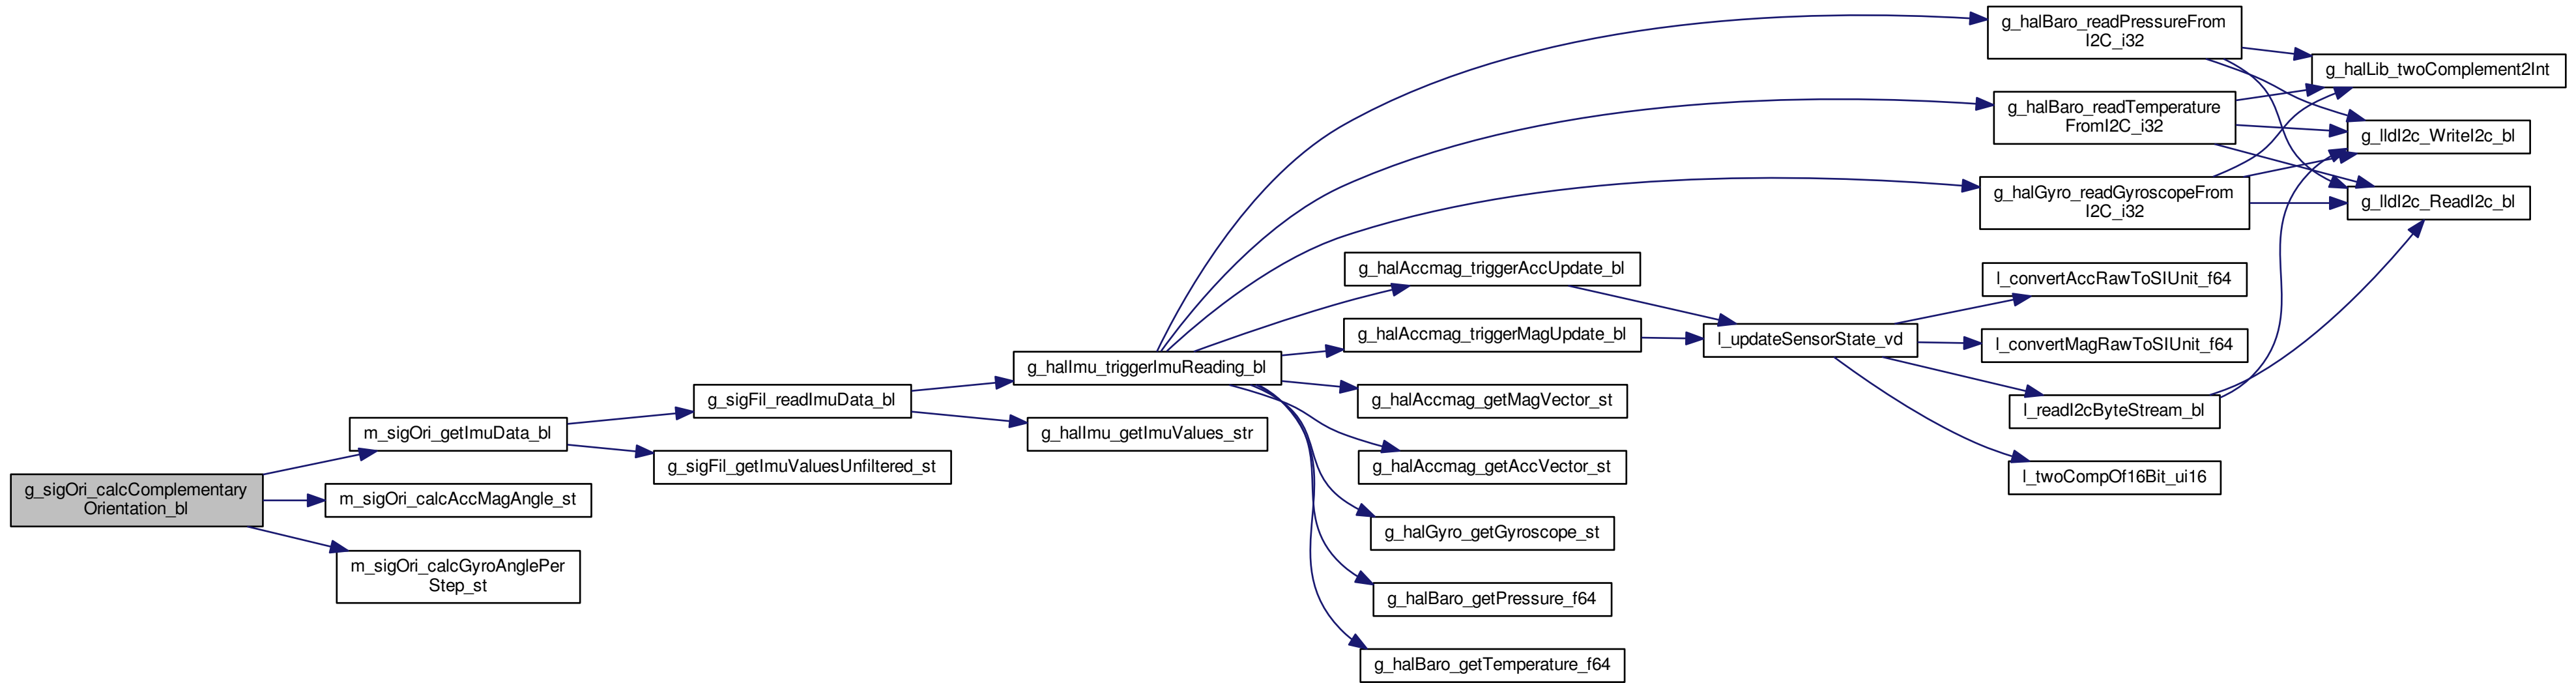 g_sigOri_calcComplementary
Orientation_bl
m_sigOri_getImuData_bl
m_sigOri_calcAccMagAngle_st
m_sigOri_calcGyroAnglePer
Step_st
g_sigFil_readImuData_bl
g_sigFil_getImuValuesUnfiltered_st
g_halImu_triggerImuReading_bl
g_halImu_getImuValues_str
g_halAccmag_triggerAccUpdate_bl
g_halAccmag_triggerMagUpdate_bl
g_halAccmag_getMagVector_st
g_halAccmag_getAccVector_st
g_halGyro_getGyroscope_st
g_halBaro_getPressure_f64
g_halBaro_getTemperature_f64
l_updateSensorState_vd
g_halBaro_readPressureFrom
I2C_i32
g_halBaro_readTemperature
FromI2C_i32
g_halGyro_readGyroscopeFrom
I2C_i32
l_convertAccRawToSIUnit_f64
l_convertMagRawToSIUnit_f64
l_readI2cByteStream_bl
l_twoCompOf16Bit_ui16
g_halLib_twoComplement2Int
g_lldI2c_WriteI2c_bl
g_lldI2c_ReadI2c_bl